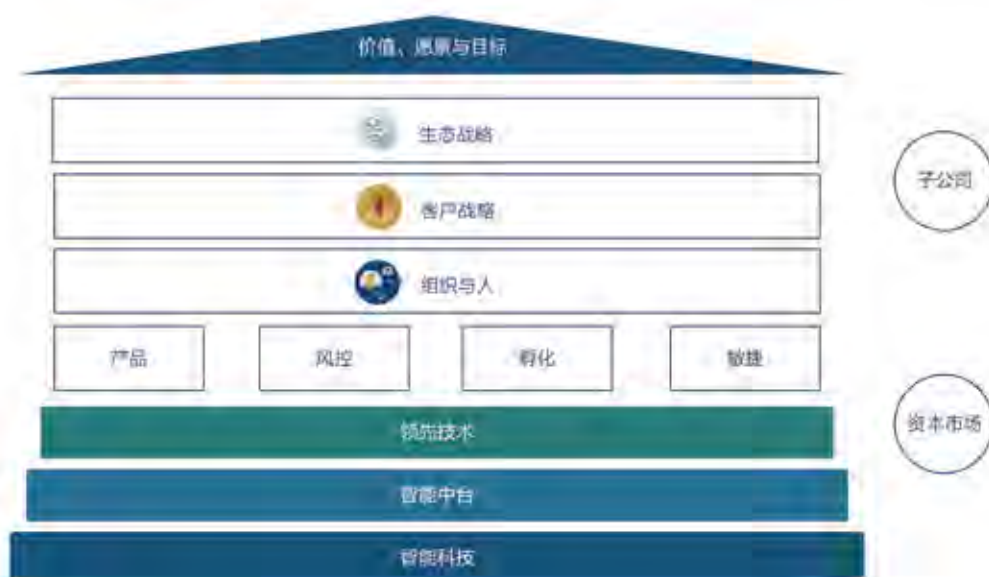 价值、愿景与目标
生态战略
客户战略
组织与人
产品
风控
孵化
敏捷
领先技术
智能中台
智能科技
子公司
资本市场